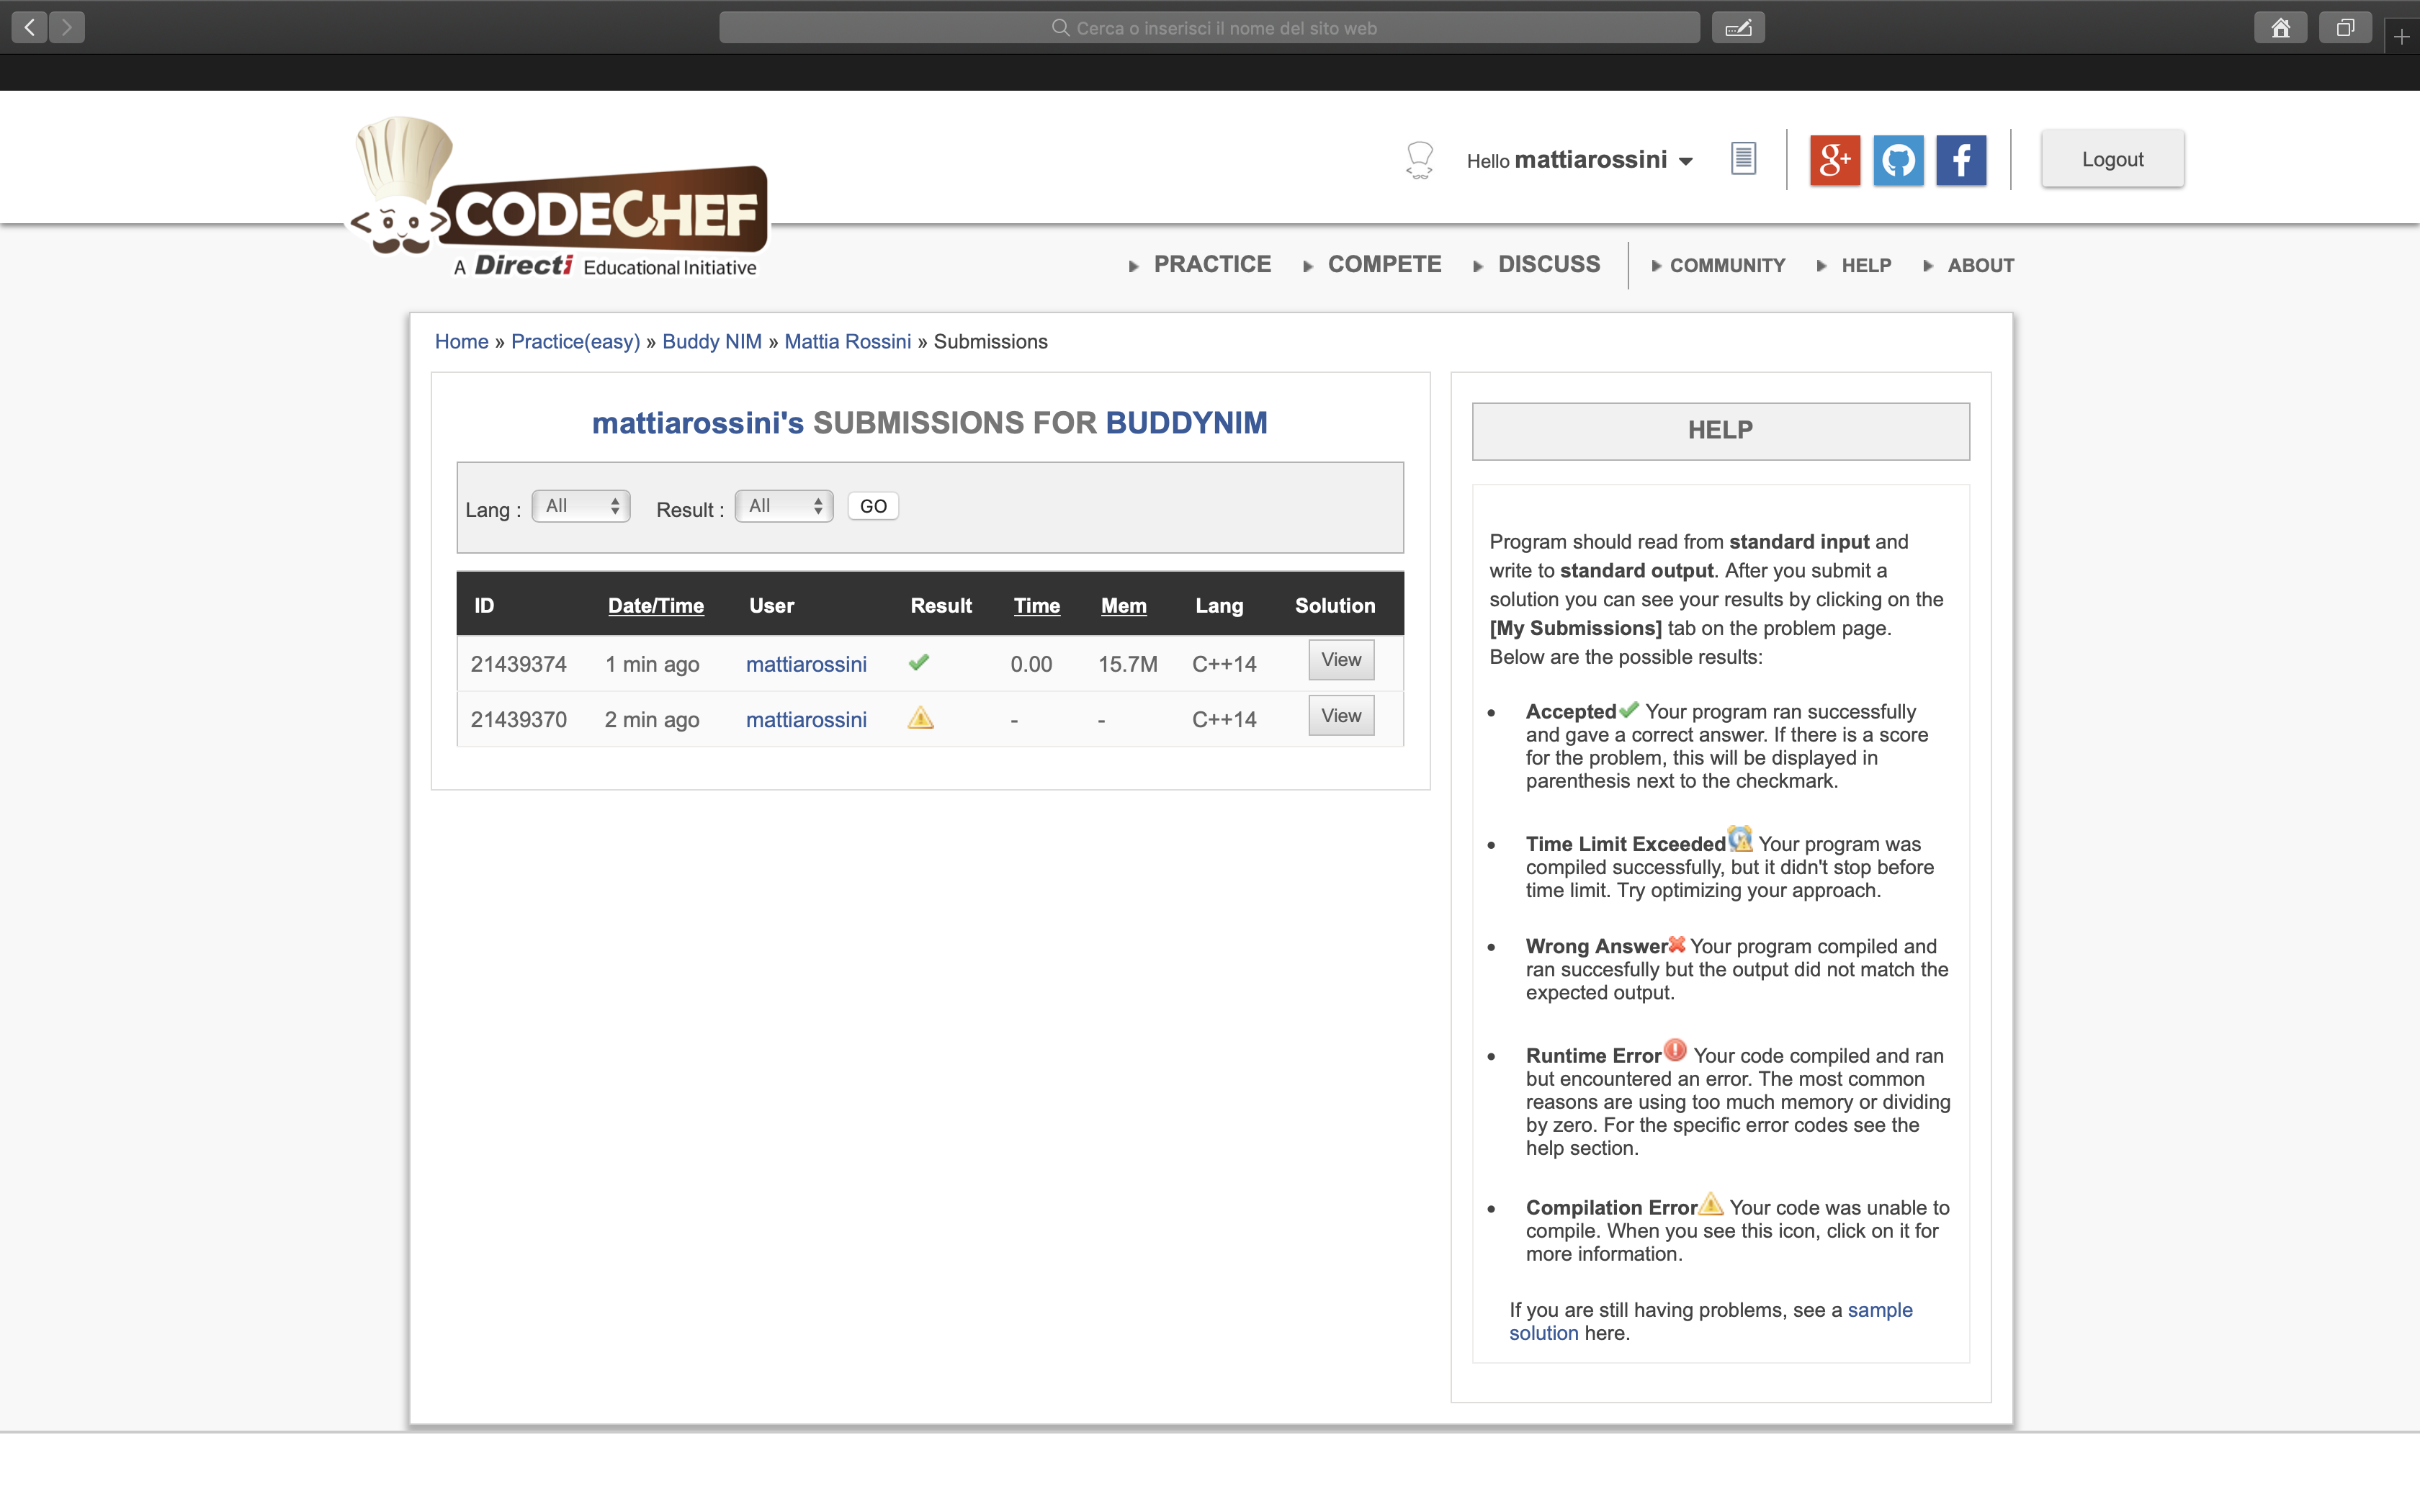 Cerca o inserisci il nome del sito web
CODECHEF
A Directi Educational Initiative
Hello mattiarossini
g+
f
Logout
PRACTICE COMPETE DISCUSS COMMUNITY HELP ABOUT
Home » Practice(easy) » Buddy NIM » Mattia Rossini » Submissions
mattiarossini's SUBMISSIONS FOR BUDDYNIM
Lang : All Result : All GO
ID Date/Time User Result Time Mem Lang Solution
21439374 1 min ago mattiarossini 0.00 15.7M C++14 View
21439370 2 min ago mattiarossini - - C++14 View
HELP
Program should read from standard input and
write to standard output. After you submit a
solution you can see your results by clicking on the
[My Submissions] tab on the problem page.
Below are the possible results:
Accepted Your program ran successfully
and gave a correct answer. If there is a score
for the problem, this will be displayed in
parenthesis next to the checkmark.
Time Limit Exceeded Your program was
compiled successfully, but it didn't stop before
time limit. Try optimizing your approach.
Wrong Answer Your program compiled and
ran succesfully but the output did not match the
expected output.
Runtime Error Your code compiled and ran
but encountered an error. The most common
reasons are using too much memory or dividing
by zero. For the specific error codes see the
help section.
Compilation Error Your code was unable to
compile. When you see this icon, click on it for
more information.
If you are still having problems, see a sample
solution here.